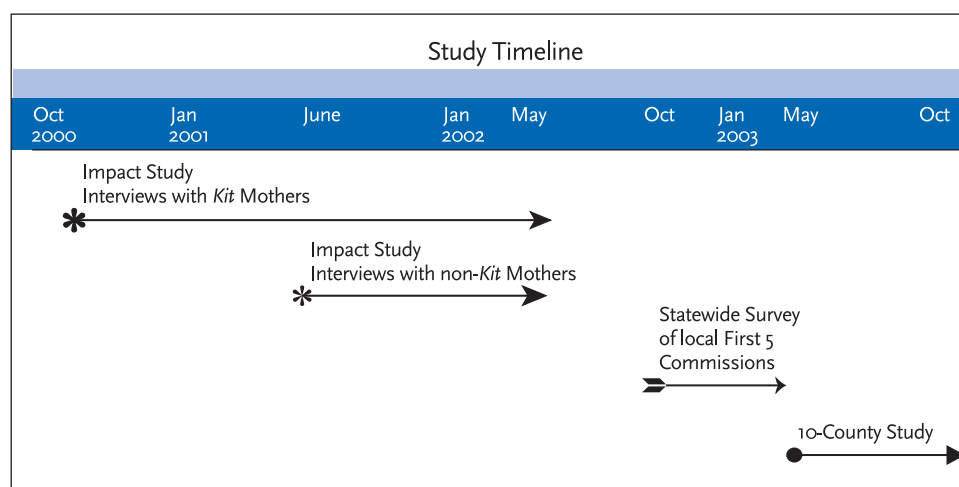 Study Timeline
Oct Jan June Jan May Oct Jan May Oct
2000 2001 2002 2003
Impact Study
Interviews with Kit Mothers
Impact Study
Interviews with non-Kit Mothers
Statewide Survey
of local First 5
Commissions
10-County Study